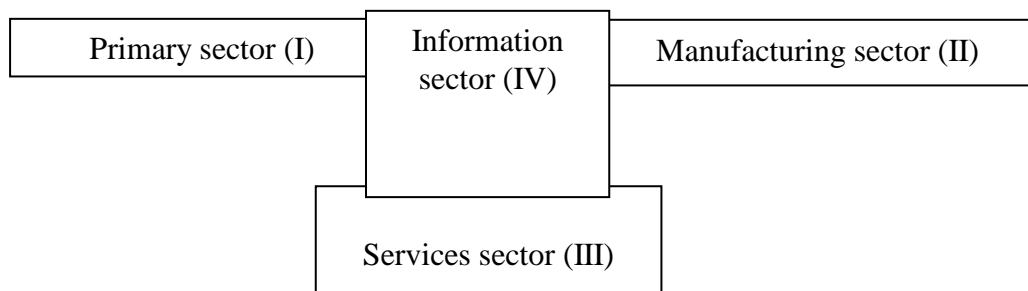 Primary sector (I)
Information
sector (IV)
Manufacturing sector (II)
Services sector (III)